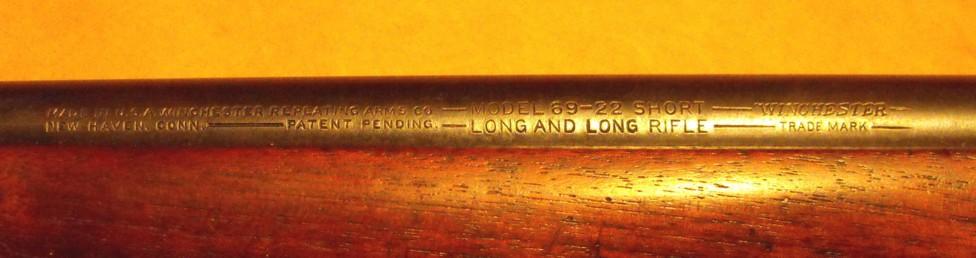 MADE IN U.S.A. WINCHESTER REPEATING ARMS CO. — MODEL 69-22 SHORT — WINCHESTER —
NEW HAVEN. CONN. — PATENT PENDING. — LONG AND LONG RIFLE — TRADE MARK —